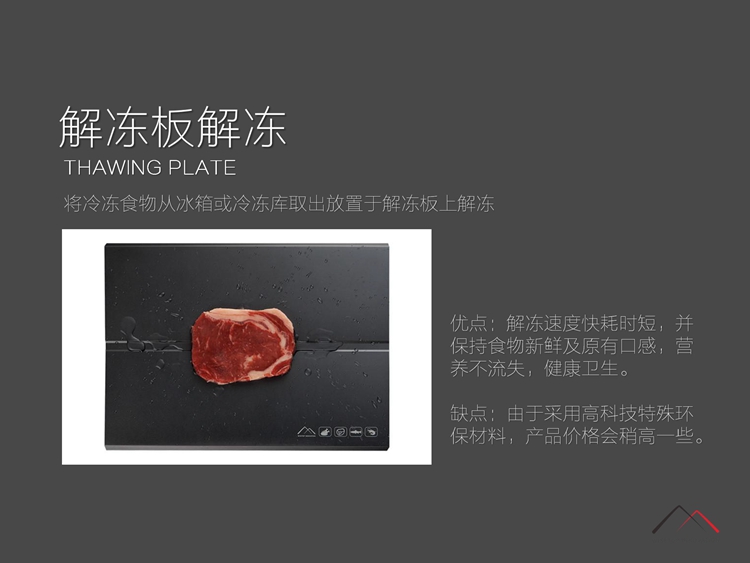 解冻板解冻
THAWING PLATE
将冷冻食物从冰箱或冷冻库取出放置于解冻板上解冻
优点；解冻速度快耗时短，并
保持食物新鲜及原有口感，营
养不流失，健康卫生。
缺点；由于采用高科技特殊环
保材料，产品价格会稍高一些。